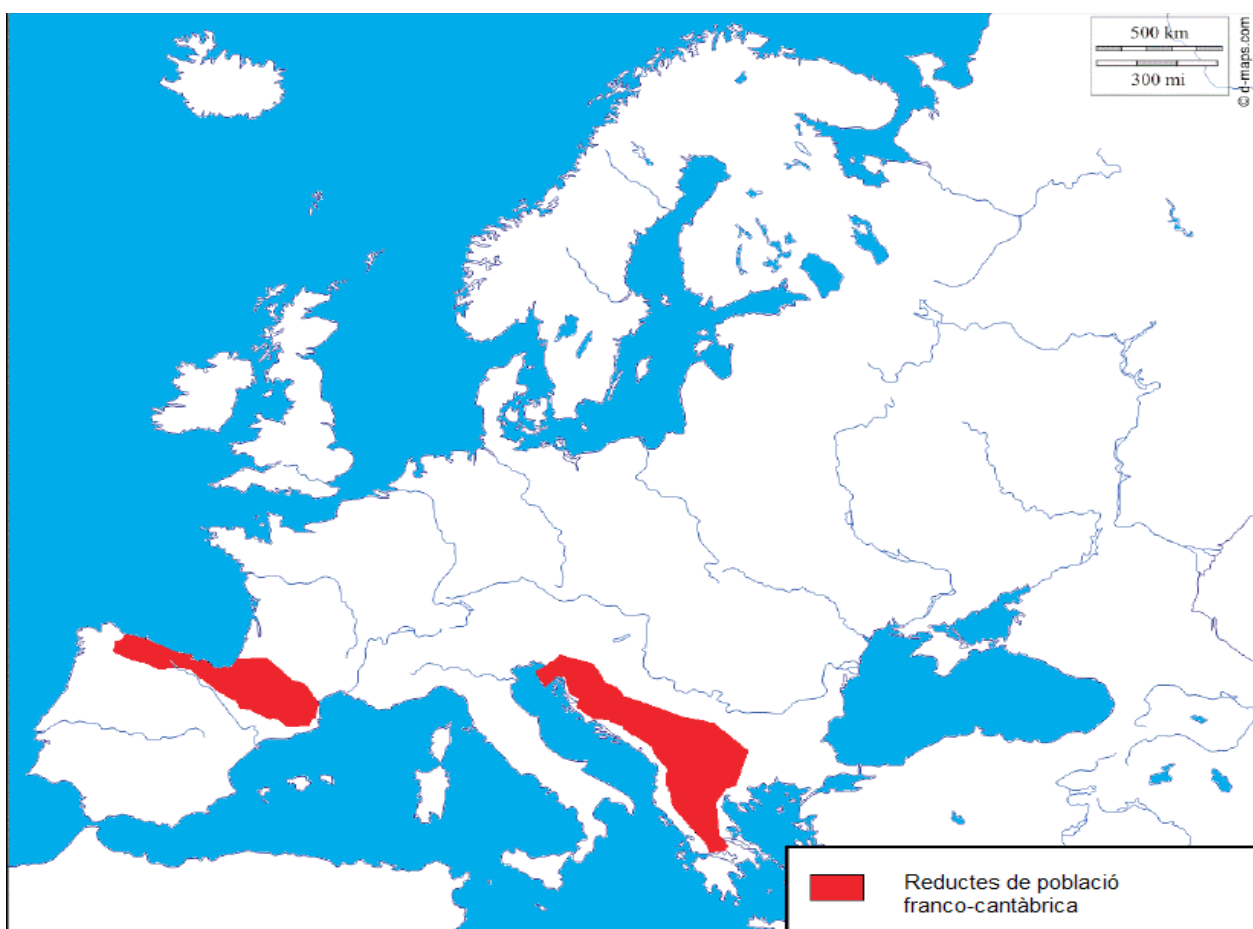 500 km
300 mi
© d-maps.com
Reductes de població
franco-cantàbrica